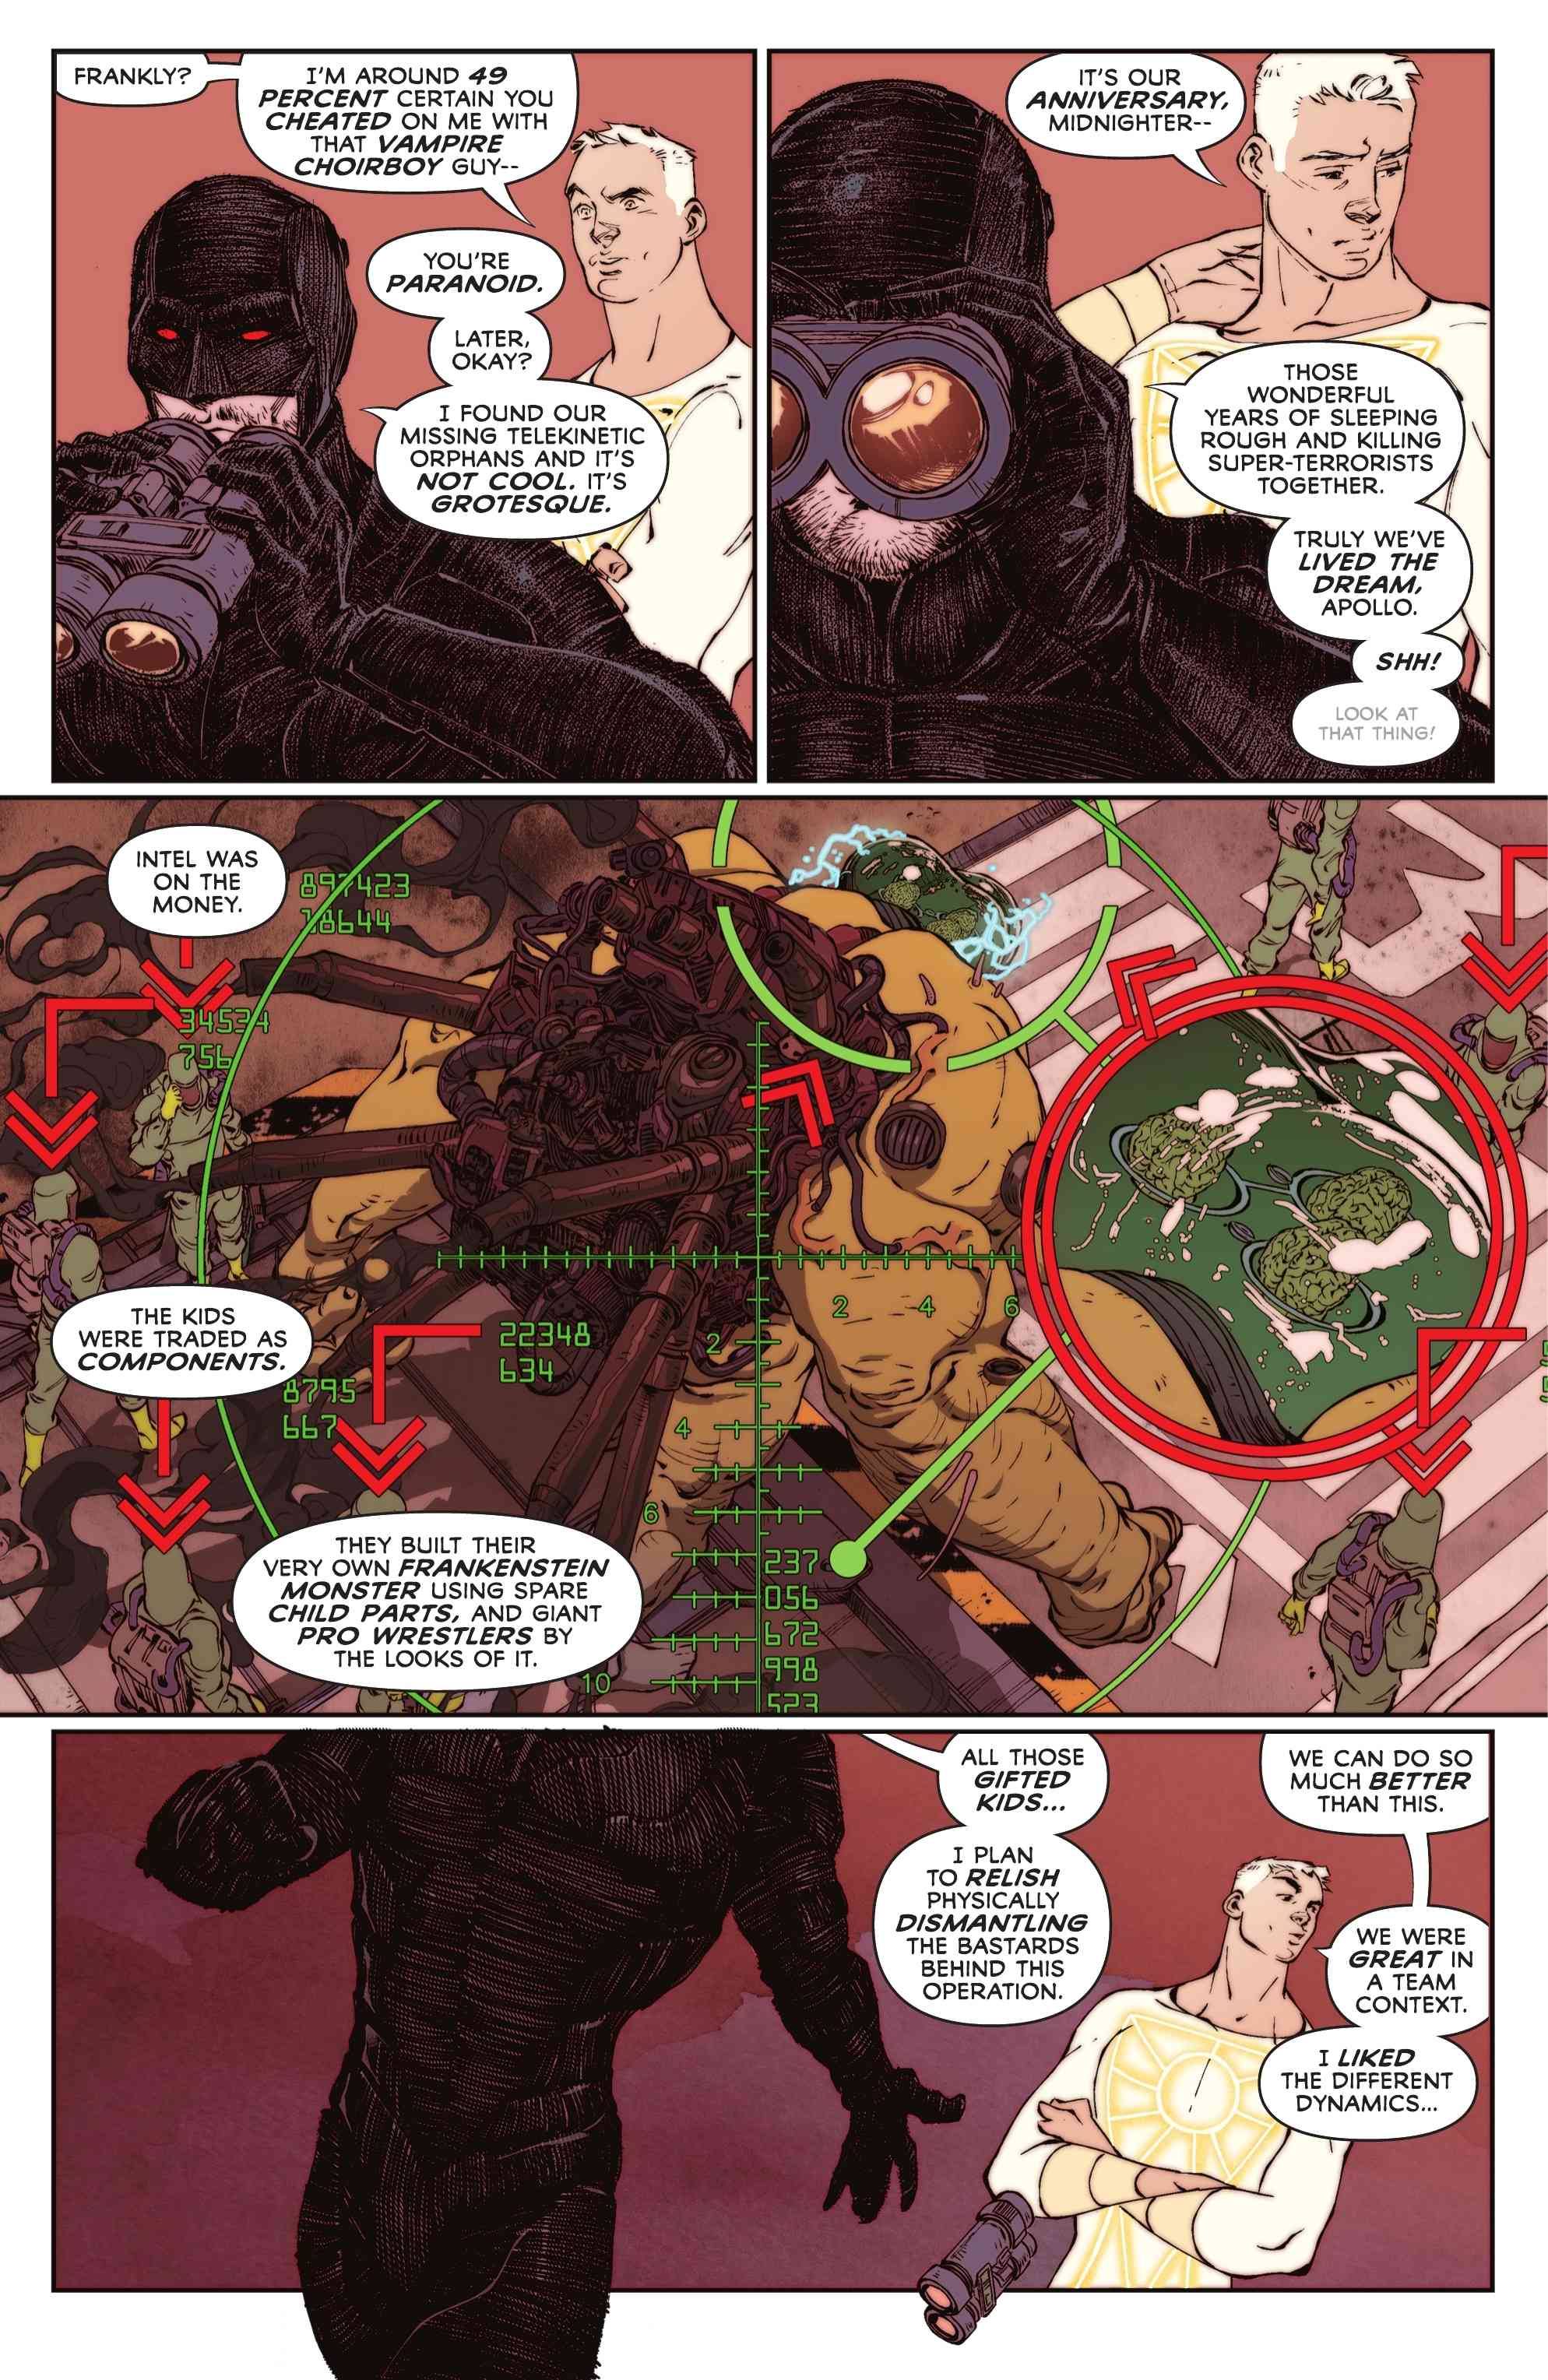 FRANKLY?
I'M AROUND 49
PERCENT CERTAIN YOU
CHEATED ON ME WITH
THAT VAMPIRE
CHOIRBOY GUY--
YOU'RE
PARANOID.
LATER,
OKAY?
I FOUND OUR
MISSING TELEKINETIC
ORPHANS AND IT'S
NOT COOL. IT'S
GROTESQUE.
IT'S OUR
ANNIVERSARY,
MIDNIGHTER--
THOSE
WONDERFUL
YEARS OF SLEEPING
ROUGH AND KILLING
SUPER-TERRORISTS
TOGETHER.
TRULY WE'VE
LIVED THE
DREAM,
APOLLO.
SHH!
LOOK AT
THAT THING!
INTEL WAS
ON THE
MONEY.
897423
78644
34534
756
THE KIDS
WERE TRADED AS
COMPONENTS.
22348
634
8795
667
2 4 6
2
4
6
10
237
056
672
998
523
THEY BUILT THEIR
VERY OWN FRANKENSTEIN
MONSTER USING SPARE
CHILD PARTS, AND GIANT
PRO WRESTLERS BY
THE LOOKS OF IT.
ALL THOSE
GIFTED
KIDS...
I PLAN
TO RELISH
PHYSICALLY
DISMANTLING
THE BASTARDS
BEHIND THIS
OPERATION.
WE CAN DO SO
MUCH BETTER
THAN THIS.
WE WERE
GREAT IN
A TEAM
CONTEXT.
I LIKED
THE DIFFERENT
DYNAMICS...